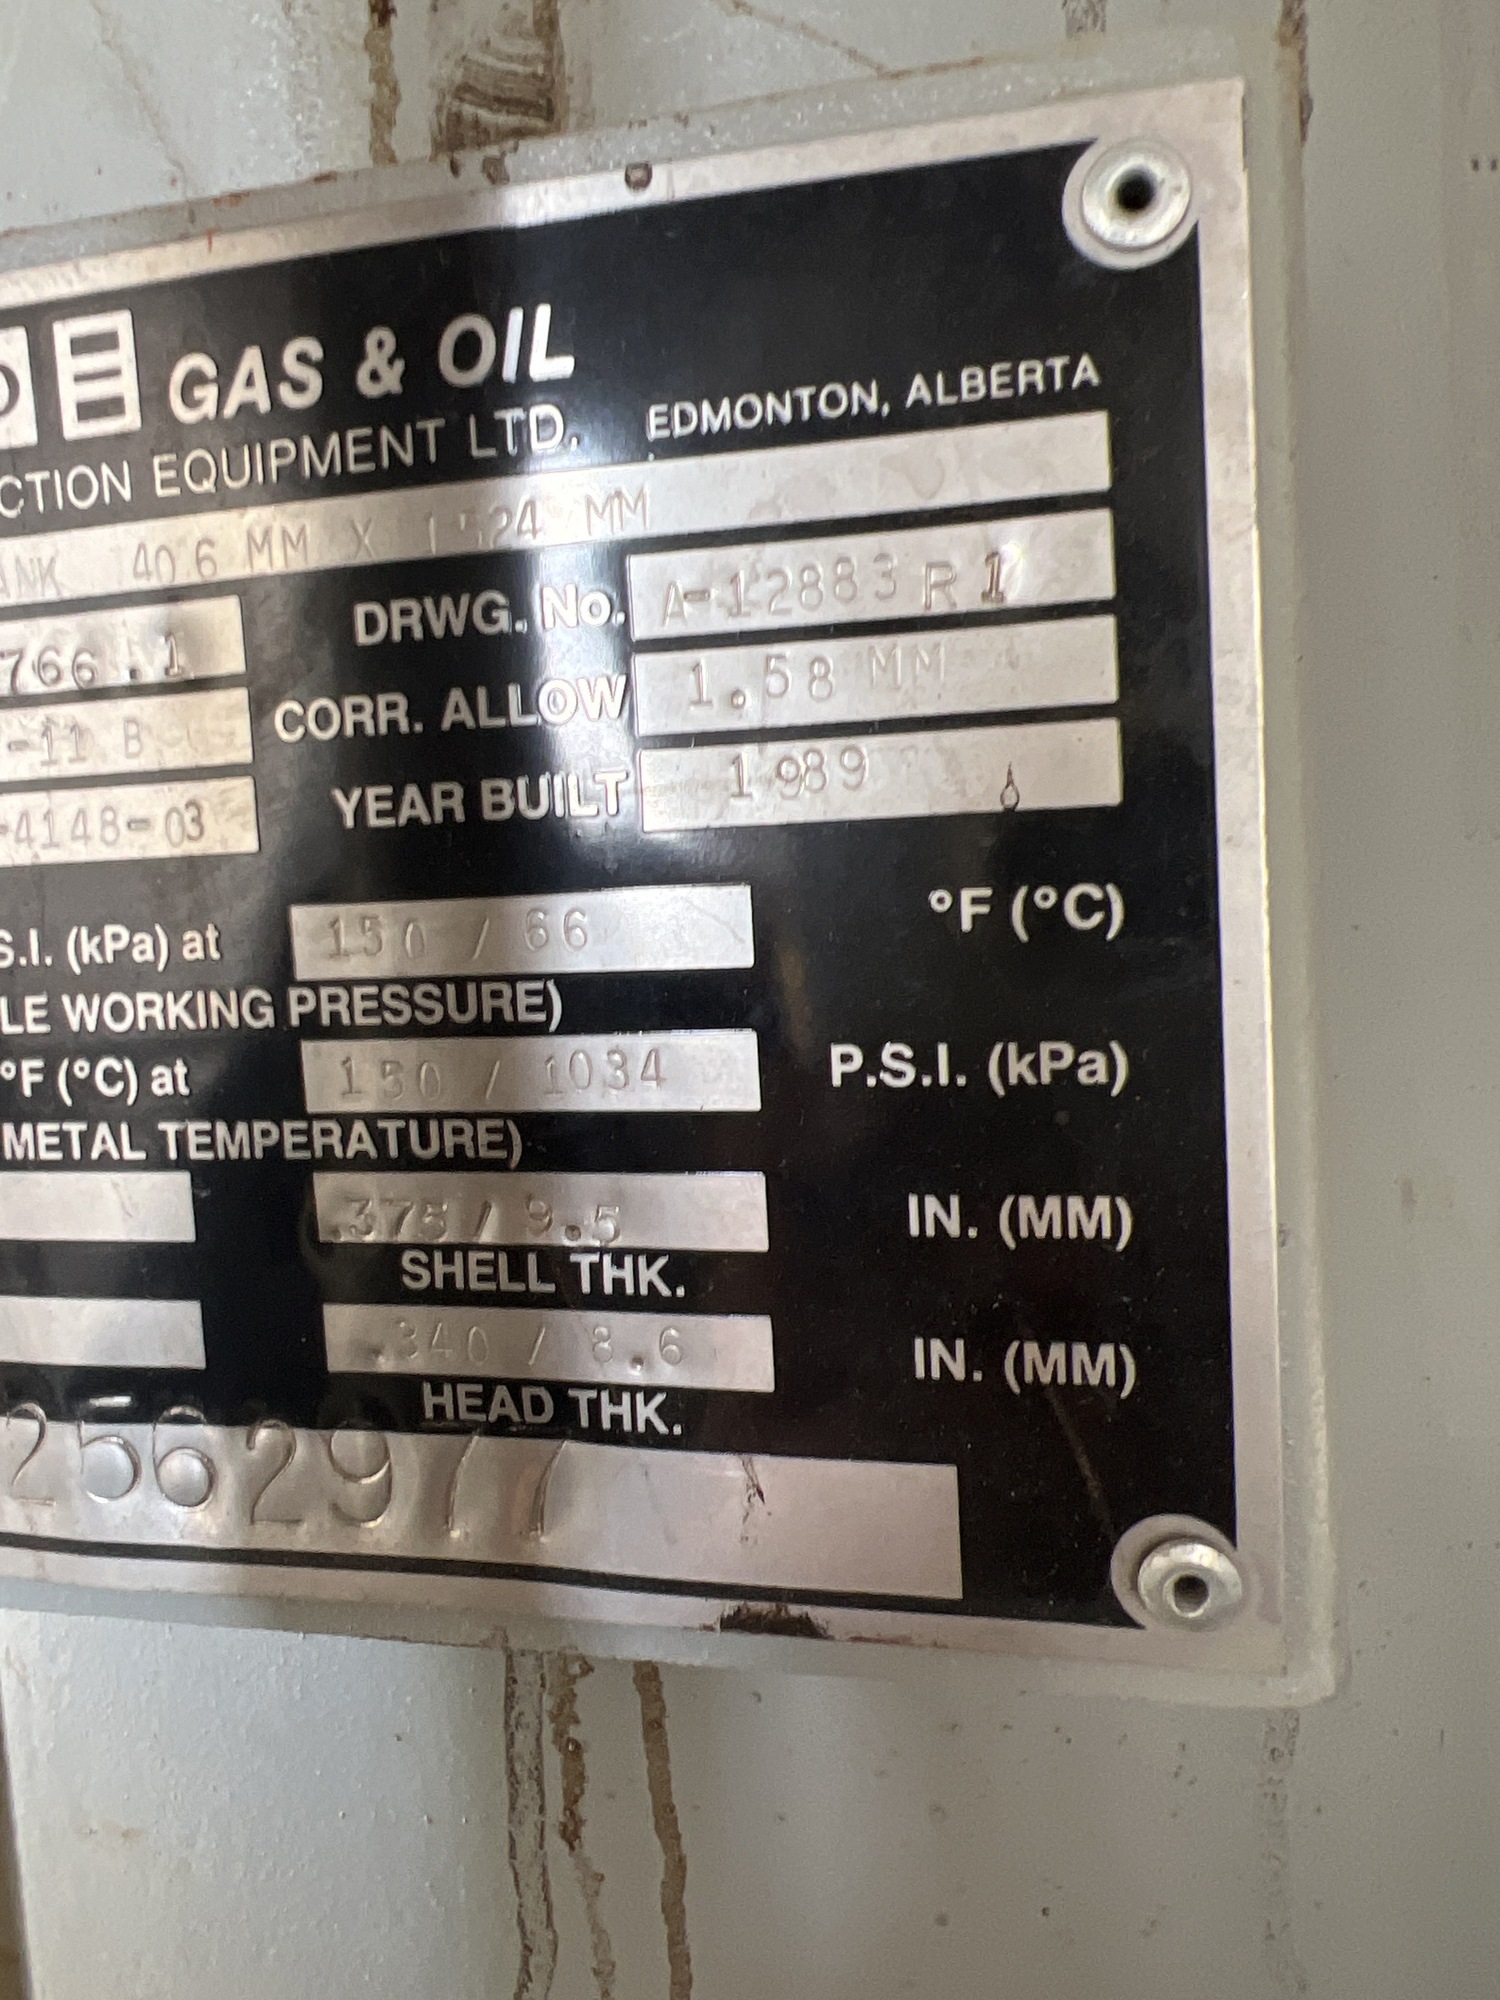 GAS & OIL
CTION EQUIPMENT LTD. EDMONTON, ALBERTA
ANK 406 MM X 1524 MM
766.1 DRWG. No. A-12883 R1
-11 B CORR. ALLOW 1.58 MM
-4148-03 YEAR BUILT 1989
S.I. (kPa) at 150 / 66 °F (°C)
LE WORKING PRESSURE)
°F (°C) at 150 / 1034 P.S.I. (kPa)
METAL TEMPERATURE)
.375 / 9.5 IN. (MM)
SHELL THK.
.340 / 8.6 IN. (MM)
HEAD THK.
2562977